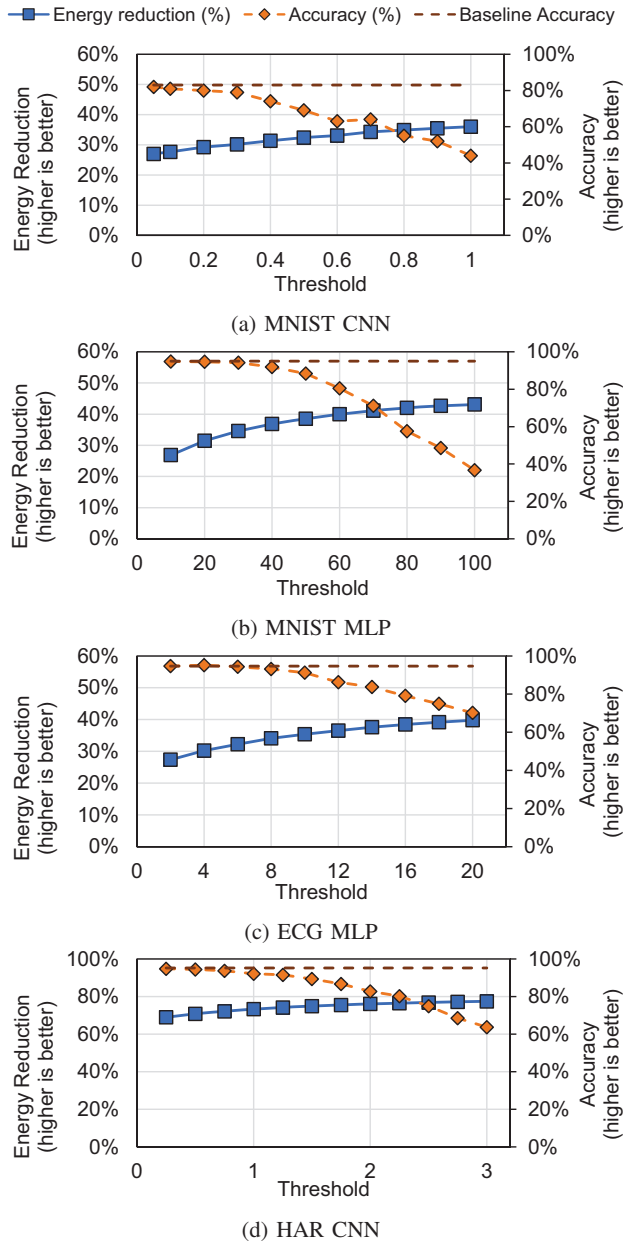 Energy reduction (%) Accuracy (%) Baseline Accuracy
60% 100%
50% 80%
40% 60%
30% 40%
20% 20%
10% 0%
0%
Energy Reduction
(higher is better)
Accuracy
(higher is better)
0 0.2 0.4 0.6 0.8 1
Threshold
(a) MNIST CNN
60% 100%
50% 80%
40% 60%
30% 40%
20% 20%
10% 0%
0%
Energy Reduction
(higher is better)
Accuracy
(higher is better)
0 20 40 60 80 100
Threshold
(b) MNIST MLP
60% 100%
50% 80%
40% 60%
30% 40%
20% 20%
10% 0%
0%
Energy Reduction
(higher is better)
Accuracy
(higher is better)
0 4 8 12 16 20
Threshold
(c) ECG MLP
100% 100%
80% 80%
60% 60%
40% 40%
20% 20%
0% 0%
Energy Reduction
(higher is better)
Accuracy
(higher is better)
0 1 2 3
Threshold
(d) HAR CNN